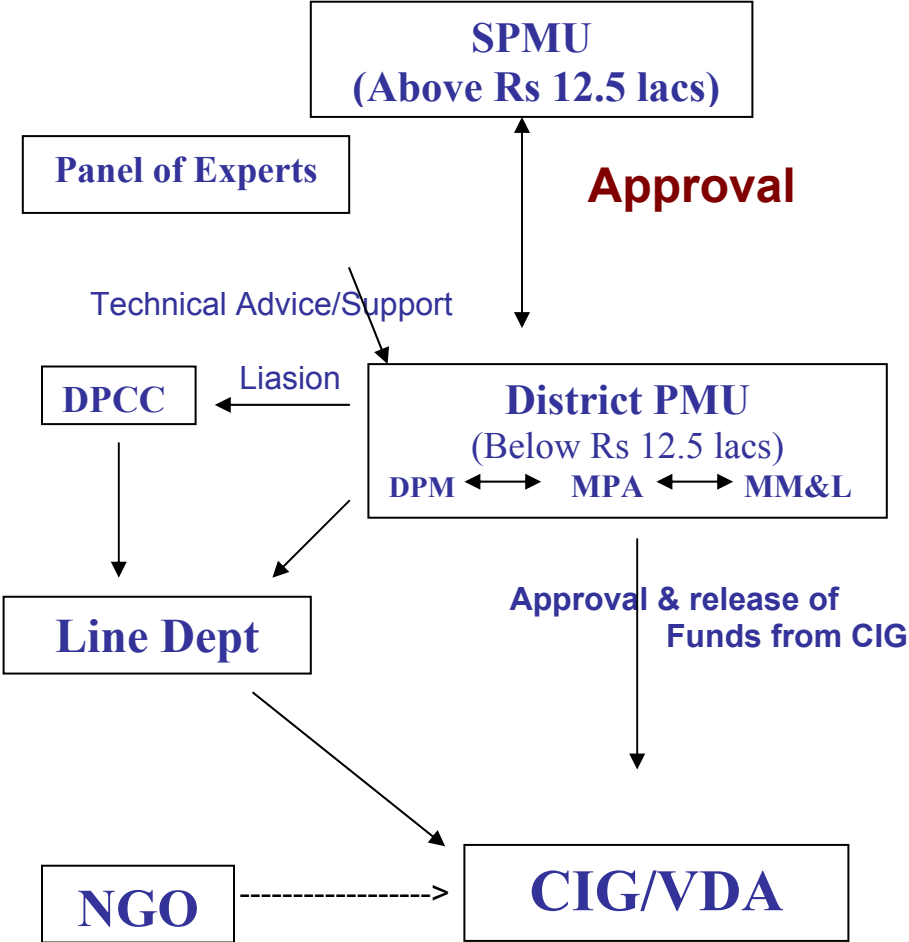 SPMU
(Above Rs 12.5 lacs)
Panel of Experts
Approval
Technical Advice/Support
DPCC
Liasion
District PMU
(Below Rs 12.5 lacs)
DPM MPA MM&L
Line Dept
Approval & release of
Funds from CIG
NGO
CIG/VDA